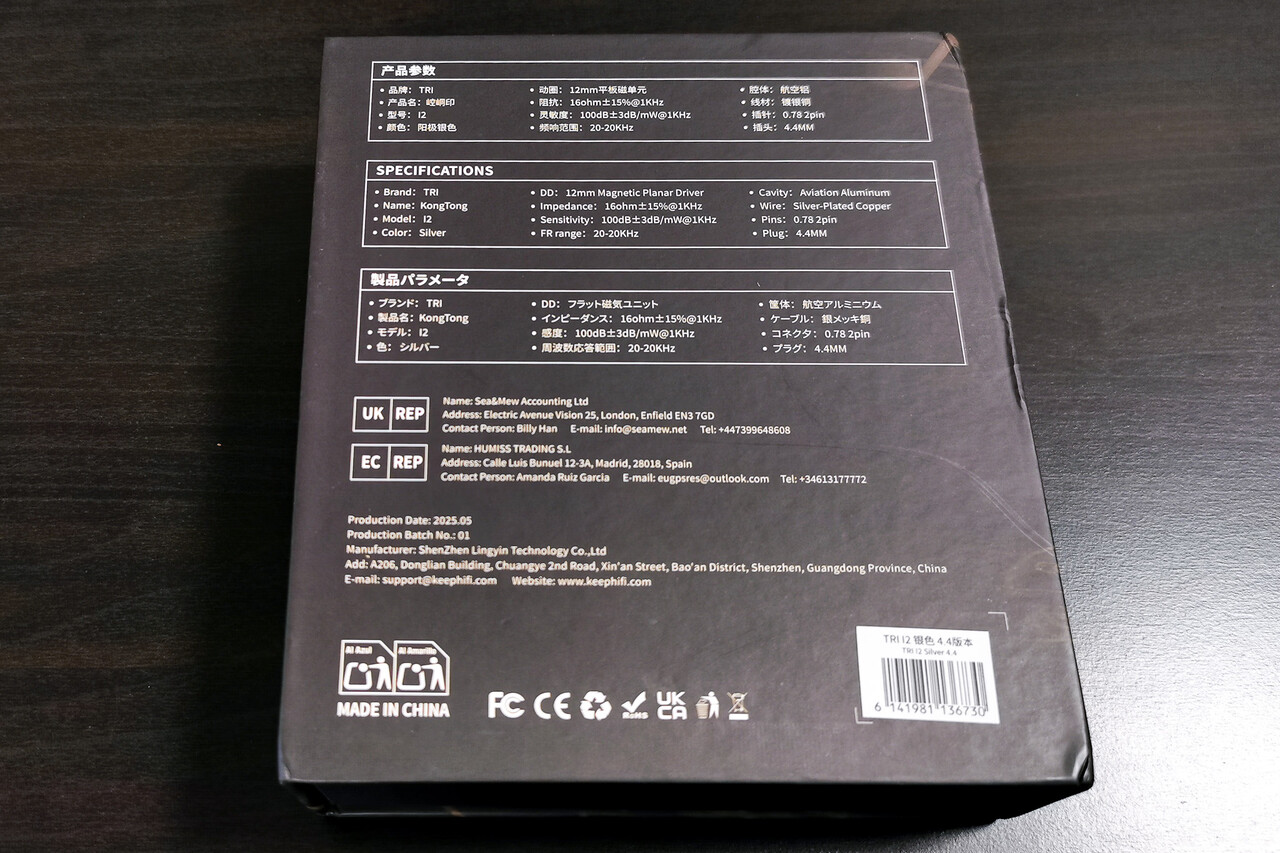 产品参数
• 品牌： TRI
• 产品名：崆峒印
• 型号： I2
• 颜色： 阳极银色
• 动圈： 12mm平板磁单元
• 阻抗： 16ohm±15%@1KHz
• 灵敏度： 100dB±3dB/mW@1KHz
• 频响范围： 20-20KHz
• 腔体： 航空铝
• 线材： 镀银铜
• 插针： 0.78 2pin
• 插头： 4.4MM
SPECIFICATIONS
• Brand： TRI
• Name： KongTong
• Model： I2
• Color： Silver
• DD： 12mm Magnetic Planar Driver
• Impedance： 16ohm±15%@1KHz
• Sensitivity： 100dB±3dB/mW@1KHz
• FR range： 20-20KHz
• Cavity： Aviation Aluminum
• Wire： Silver-Plated Copper
• Pins： 0.78 2pin
• Plug： 4.4MM
製品パラメータ
• ブランド： TRI
• 製品名： KongTong
• モデル： I2
• 色： シルバー
• DD： フラット磁気ユニット
• インピーダンス： 16ohm±15%@1KHz
• 感度： 100dB±3dB/mW@1KHz
• 周波数応答範囲： 20-20KHz
• 筐体： 航空アルミニウム
• ケーブル： 銀メッキ銅
• コネクタ： 0.78 2pin
• プラグ： 4.4MM
UK REP
Name: Sea&Mew Accounting Ltd
Address: Electric Avenue Vision 25, London, Enfield EN3 7GD
Contact Person: Billy Han E-mail: info@seamew.net Tel: +447399648608
EC REP
Name: HUMISS TRADING S.L
Address: Calle Luis Bunuel 12-3A, Madrid, 28018, Spain
Contact Person: Amanda Ruiz Garcia E-mail: eugpsres@outlook.com Tel: +34613177772
Production Date: 2025.05
Production Batch No.: 01
Manufacturer: ShenZhen Lingyin Technology Co.,Ltd
Add: A206, Donglian Building, Chuangye 2nd Road, Xin'an Street, Bao'an District, Shenzhen, Guangdong Province, China
E-mail: support@keephifi.com Website: www.keephifi.com
Al Azul Al Amarillo
MADE IN CHINA
FC CE RoHS UK CA
TRI I2 银色 4.4版本
TRI I2 Silver 4.4
6 141981 136730